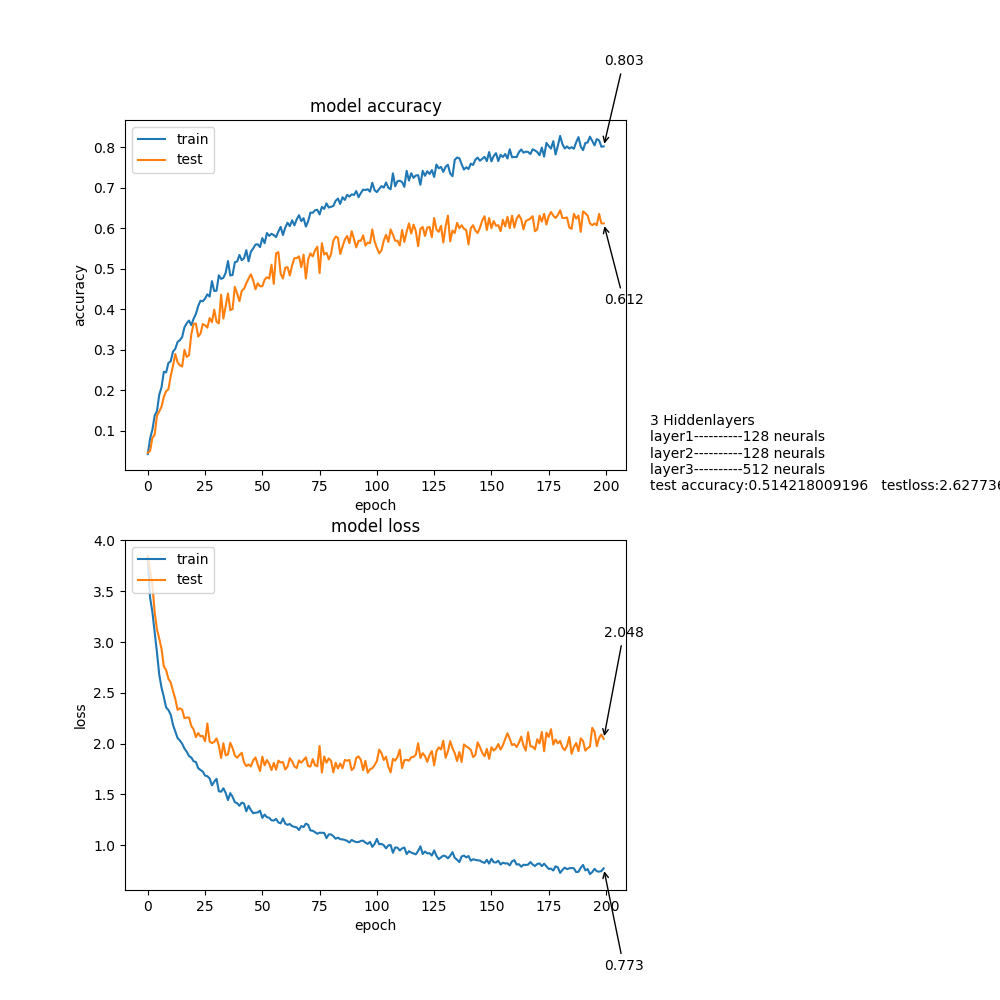 0.803
model accuracy
train
test
0.8
0.7
0.6
0.5
0.4
0.3
0.2
0.1
accuracy
0.612
0 25 50 75 100 125 150 175 200
epoch
3 Hiddenlayers
layer1----------128 neurals
layer2----------128 neurals
layer3----------512 neurals
test accuracy:0.514218009196 testloss:2.627736
model loss
train
test
4.0
3.5
3.0
2.5
2.0
1.5
1.0
loss
2.048
0 25 50 75 100 125 150 175 200
epoch
0.773